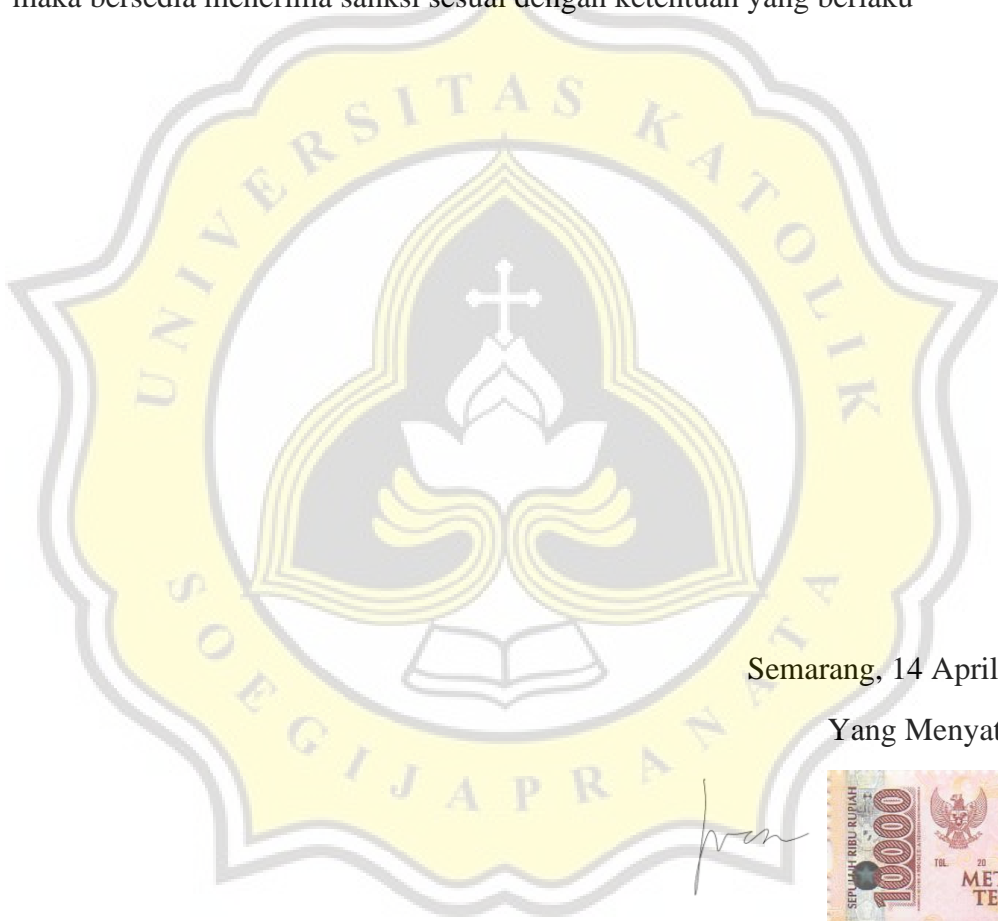 maka bersedia menerima sanksi sesuai dengan ketentuan yang berlaku
UNIVERSITAS KATOLIK
SOEGIJAPRANATA
Semarang, 14 April
Yang Menyat
SEPULUH RIBU RUPIAH
10000
TGL. 20
MET
TE